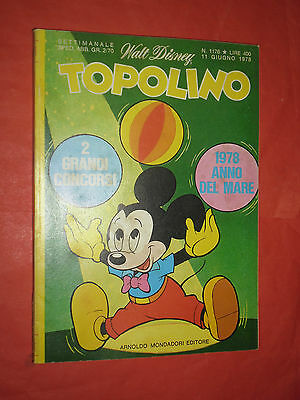 SETTIMANALE
SPED. ABB. GR. 2/70
Walt Disney
N. 1176 ★ LIRE 400
11 GIUGNO 1978
TOPOLINO
2
GRANDI
CONCORSI
1978
ANNO
DEL MARE
ARNOLDO MONDADORI EDITORE